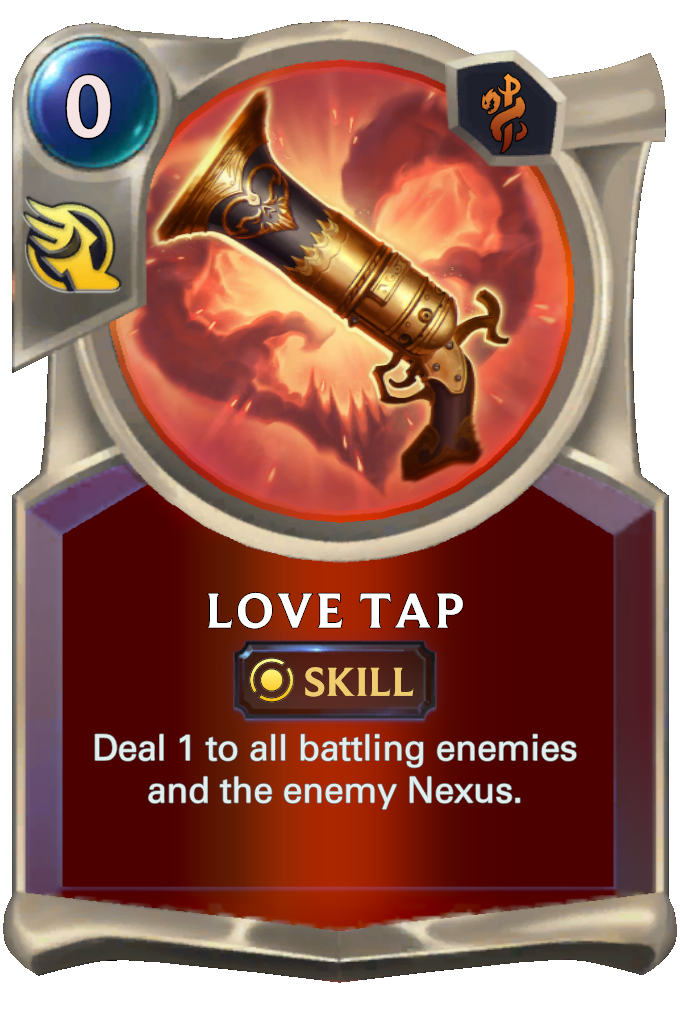 0
LOVE TAP
SKILL
Deal 1 to all battling enemies
and the enemy Nexus.